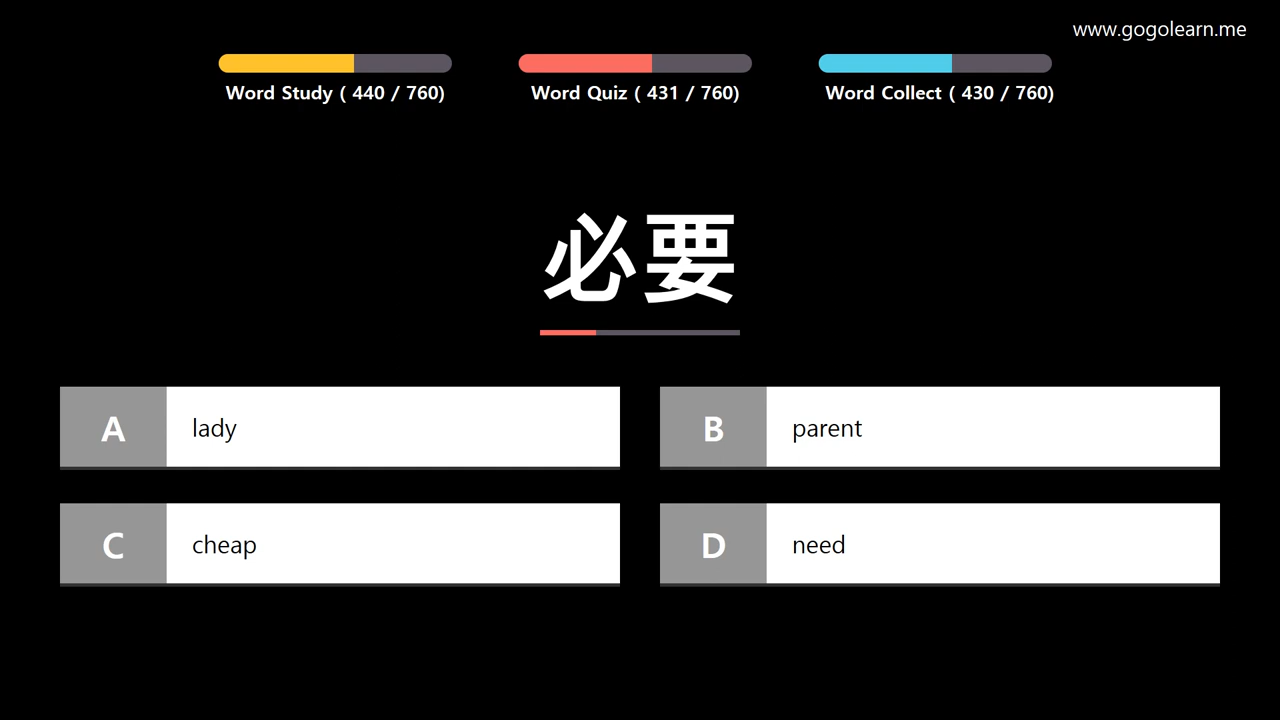 www.gogolearn.me
Word Study ( 440 / 760)
Word Quiz ( 431 / 760)
Word Collect ( 430 / 760)
必要
A lady
B parent
C cheap
D need